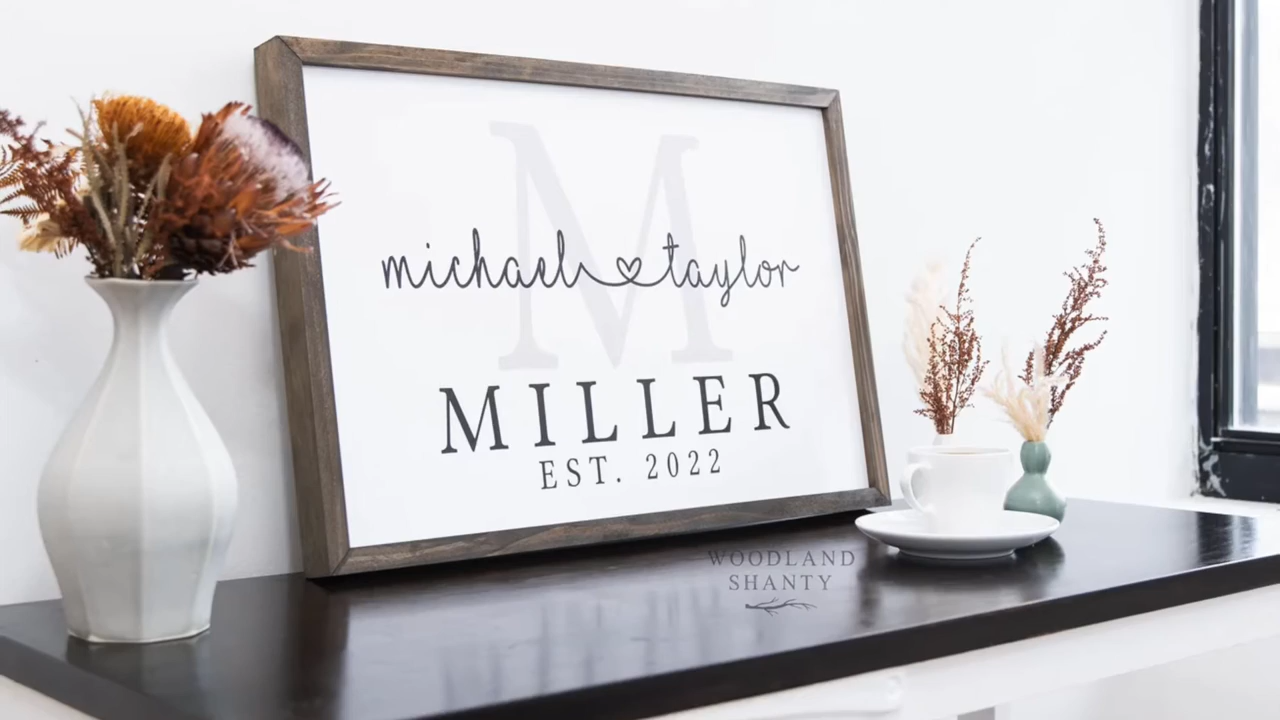 M
michael taylor
MILLER
EST. 2022
WOODLAND
SHANTY